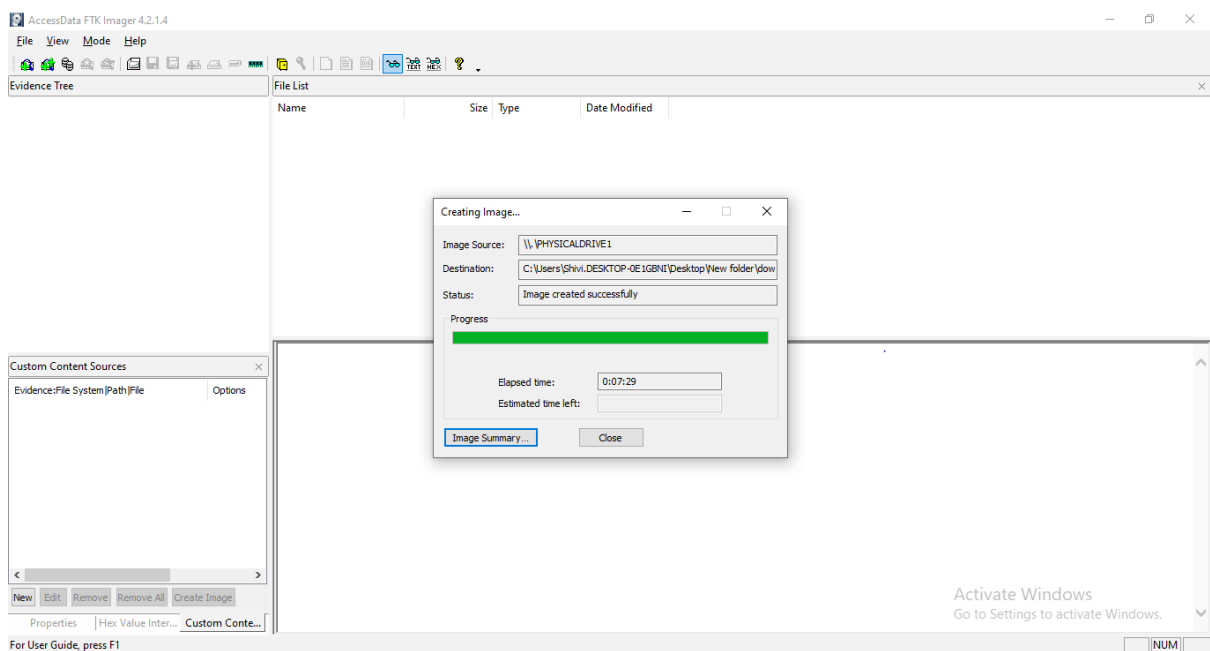 AccessData FTK Imager 4.2.1.4
File View Mode Help
TEXT HEX
Evidence Tree
File List
Name Size Type Date Modified
Creating Image...
Image Source: \\.\PHYSICALDRIVE1
Destination: C:\Users\Shivi.DESKTOP-0E1GBNI\Desktop\New folder\dow
Status: Image created successfully
Progress
Elapsed time: 0:07:29
Estimated time left:
Image Summary... Close
Custom Content Sources
Evidence:File System|Path|File Options
New Edit Remove Remove All Create Image
Properties Hex Value Inter... Custom Conte...
Activate Windows
Go to Settings to activate Windows.
For User Guide, press F1
NUM